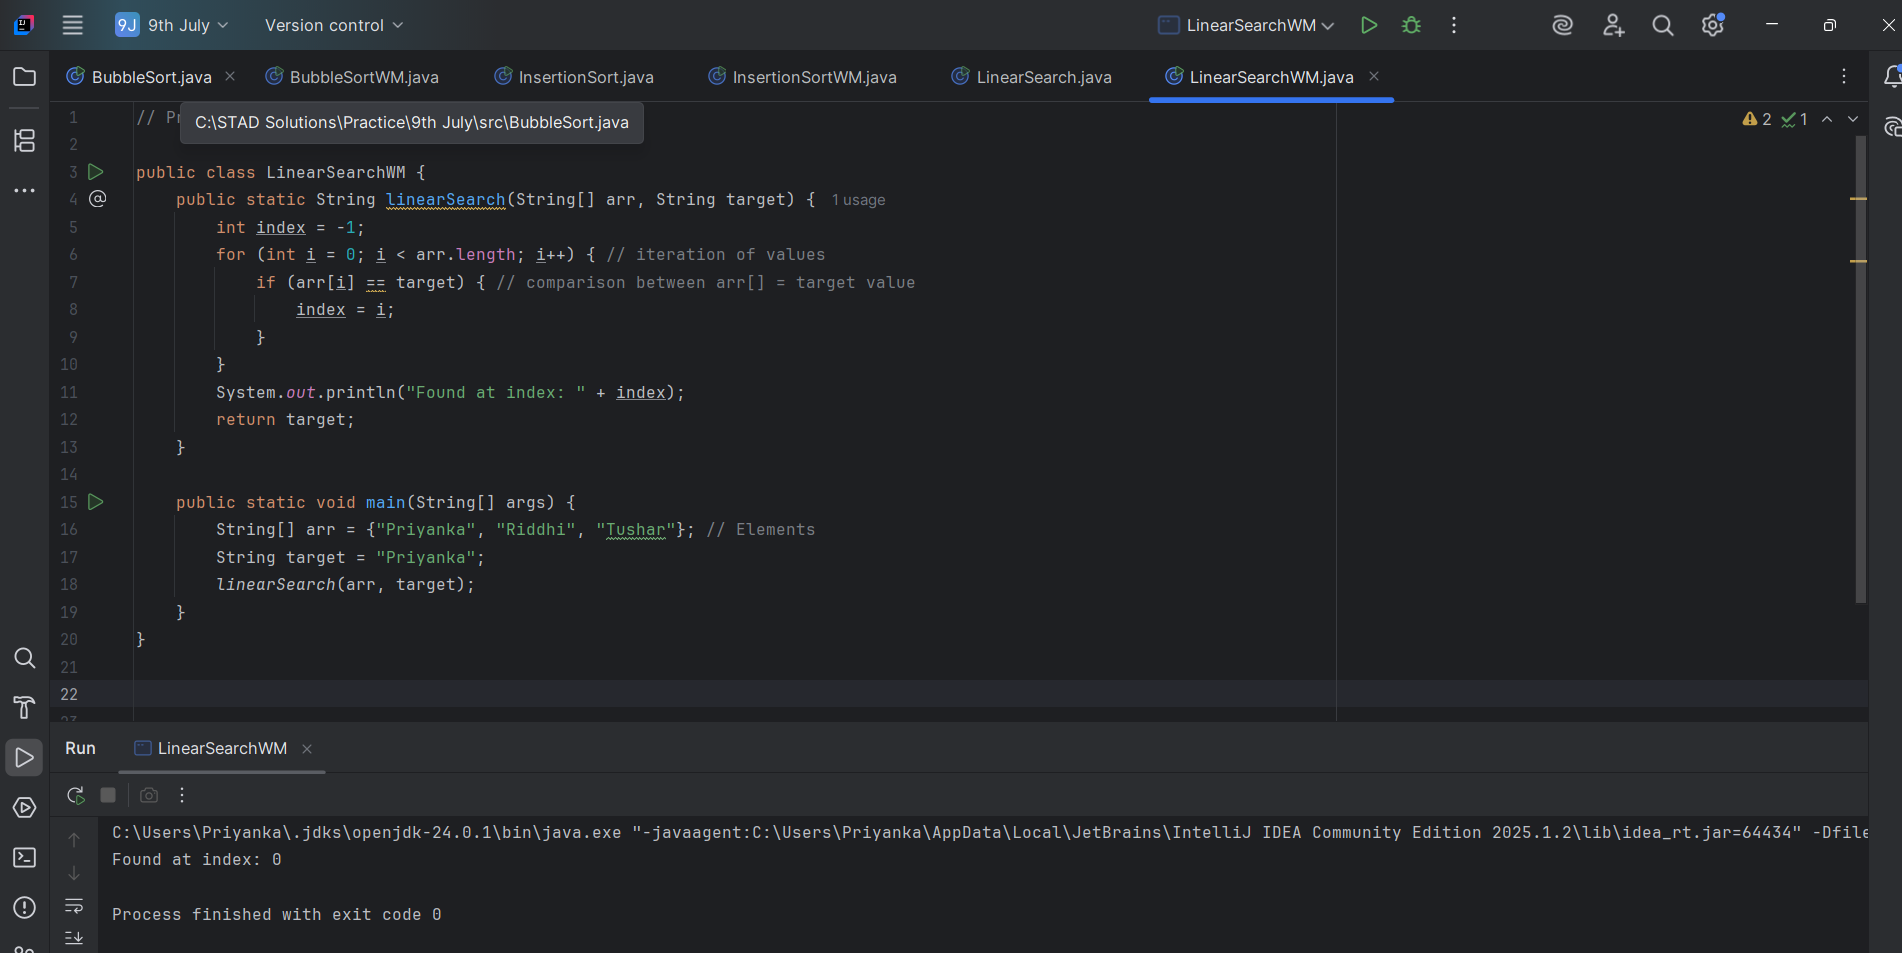 9J 9th July Version control LinearSearchWM
BubbleSort.java BubbleSortWM.java InsertionSort.java InsertionSortWM.java LinearSearch.java LinearSearchWM.java
C:\STAD Solutions\Practice\9th July\src\BubbleSort.java
2 1
1 //
2
3 public class LinearSearchWM {
4 @ public static String linearSearch(String[] arr, String target) { 1 usage
5 int index = -1;
6 for (int i = 0; i < arr.length; i++) { // iteration of values
7 if (arr[i] == target) { // comparison between arr[] = target value
8 index = i;
9 }
10 }
11 System.out.println("Found at index: " + index);
12 return target;
13 }
14
15 public static void main(String[] args) {
16 String[] arr = {"Priyanka", "Riddhi", "Tushar"}; // Elements
17 String target = "Priyanka";
18 linearSearch(arr, target);
19 }
20 }
21
22
Run LinearSearchWM
C:\Users\Priyanka\.jdks\openjdk-24.0.1\bin\java.exe "-javaagent:C:\Users\Priyanka\AppData\Local\JetBrains\IntelliJ IDEA Community Edition 2025.1.2\lib\idea_rt.jar=64434" -Dfile
Found at index: 0
Process finished with exit code 0